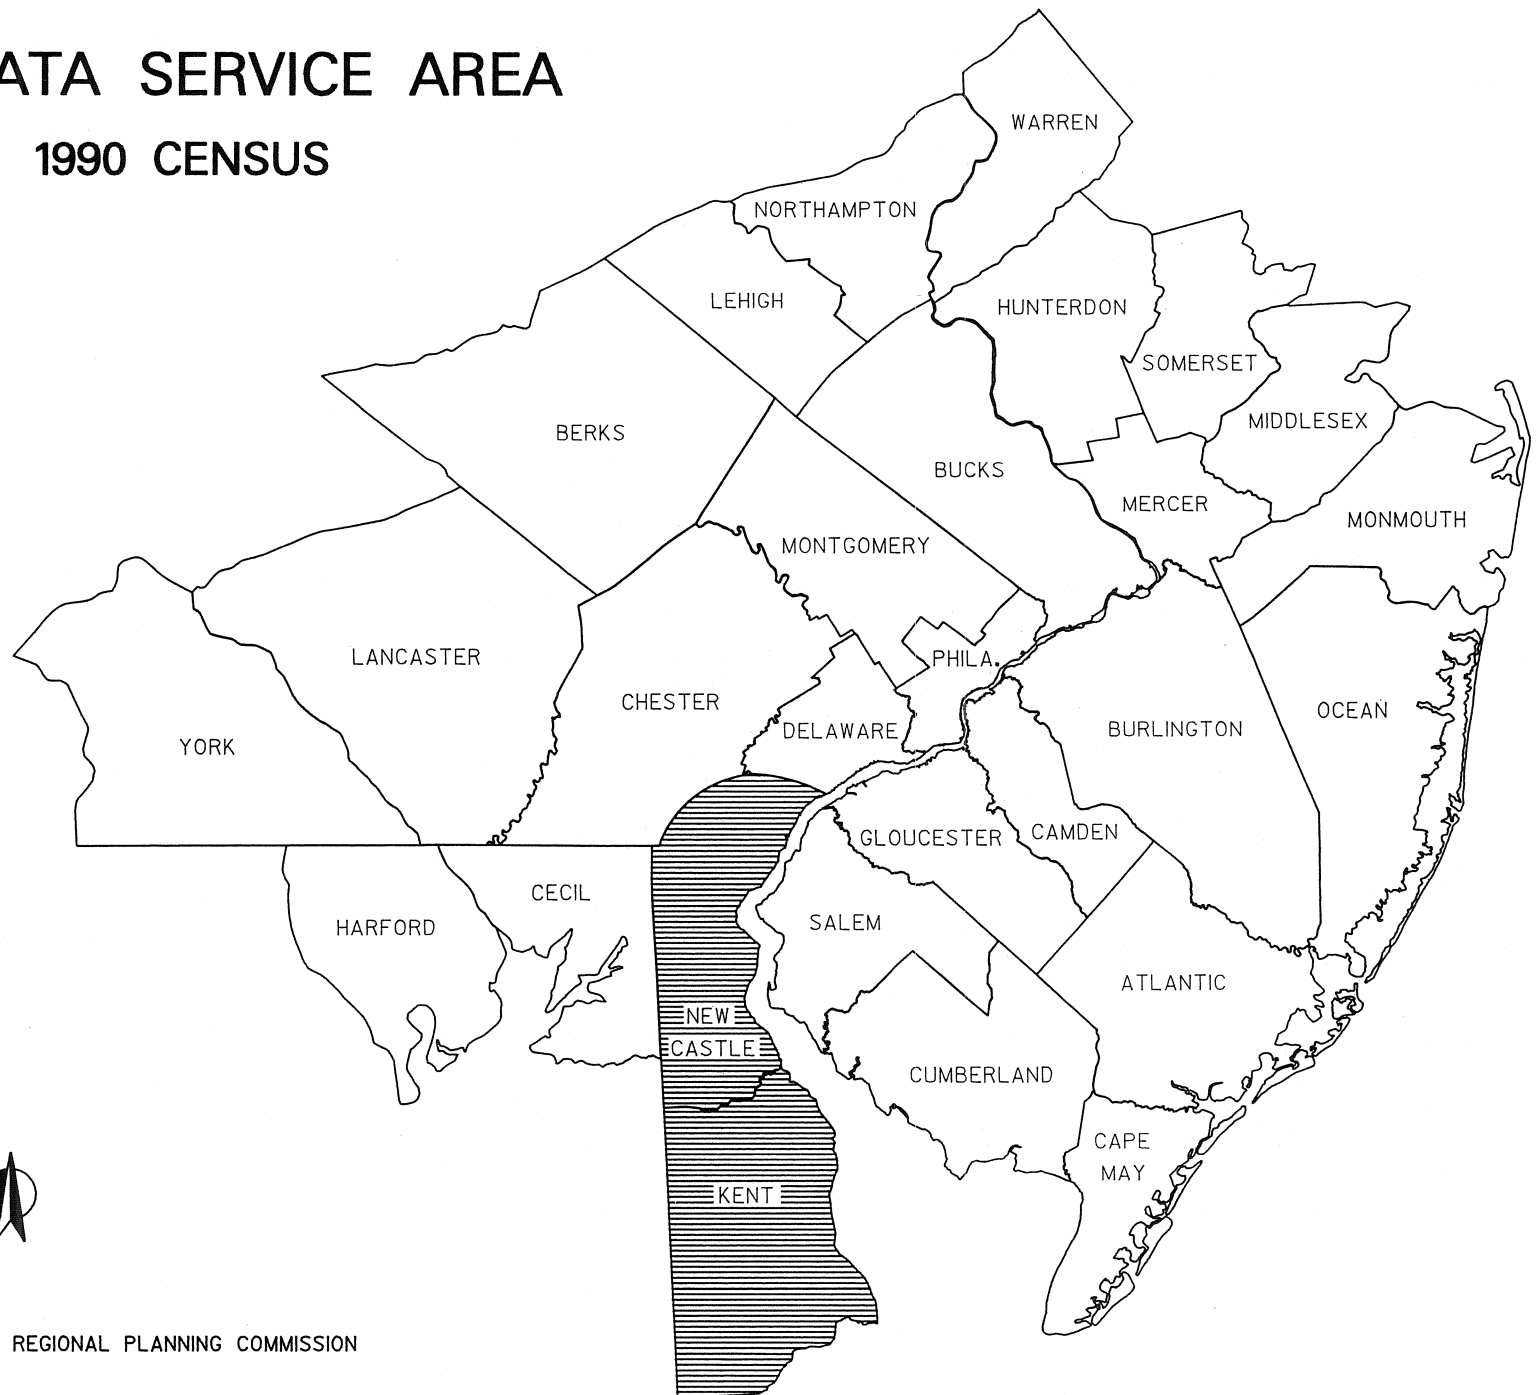 ATA SERVICE AREA
1990 CENSUS
WARREN
NORTHAMPTON
LEHIGH
HUNTERDON
SOMERSET
MIDDLESEX
BERKS
BUCKS
MERCER
MONMOUTH
MONTGOMERY
LANCASTER
PHILA.
CHESTER
DELAWARE
BURLINGTON
OCEAN
YORK
GLOUCESTER
CAMDEN
CECIL
HARFORD
SALEM
ATLANTIC
NEW
CASTLE
CUMBERLAND
CAPE
MAY
KENT
REGIONAL PLANNING COMMISSION